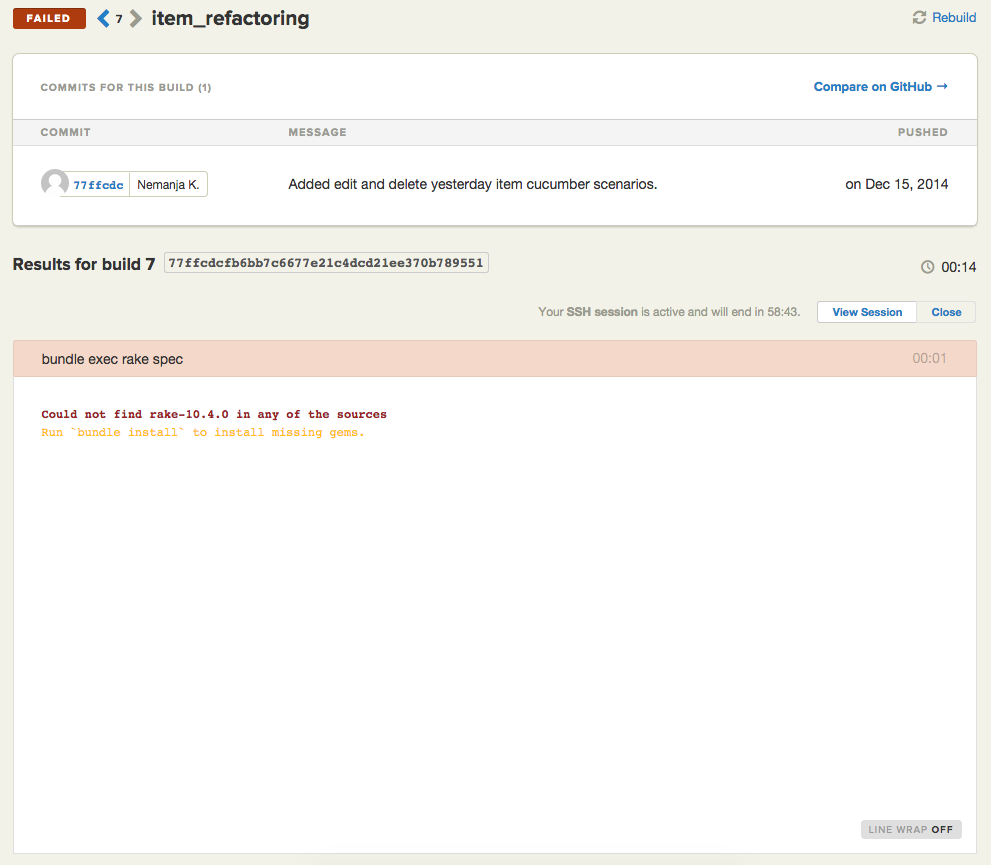 FAILED 7 item_refactoring Rebuild
COMMITS FOR THIS BUILD (1) Compare on GitHub →
COMMIT MESSAGE PUSHED
77ffcdc Nemanja K. Added edit and delete yesterday item cucumber scenarios. on Dec 15, 2014
Results for build 7 77ffcdcfb6bb7c6677e21c4dcd21ee370b789551 00:14
Your SSH session is active and will end in 58:43. View Session Close
bundle exec rake spec 00:01
Could not find rake-10.4.0 in any of the sources
Run `bundle install` to install missing gems.
LINE WRAP OFF